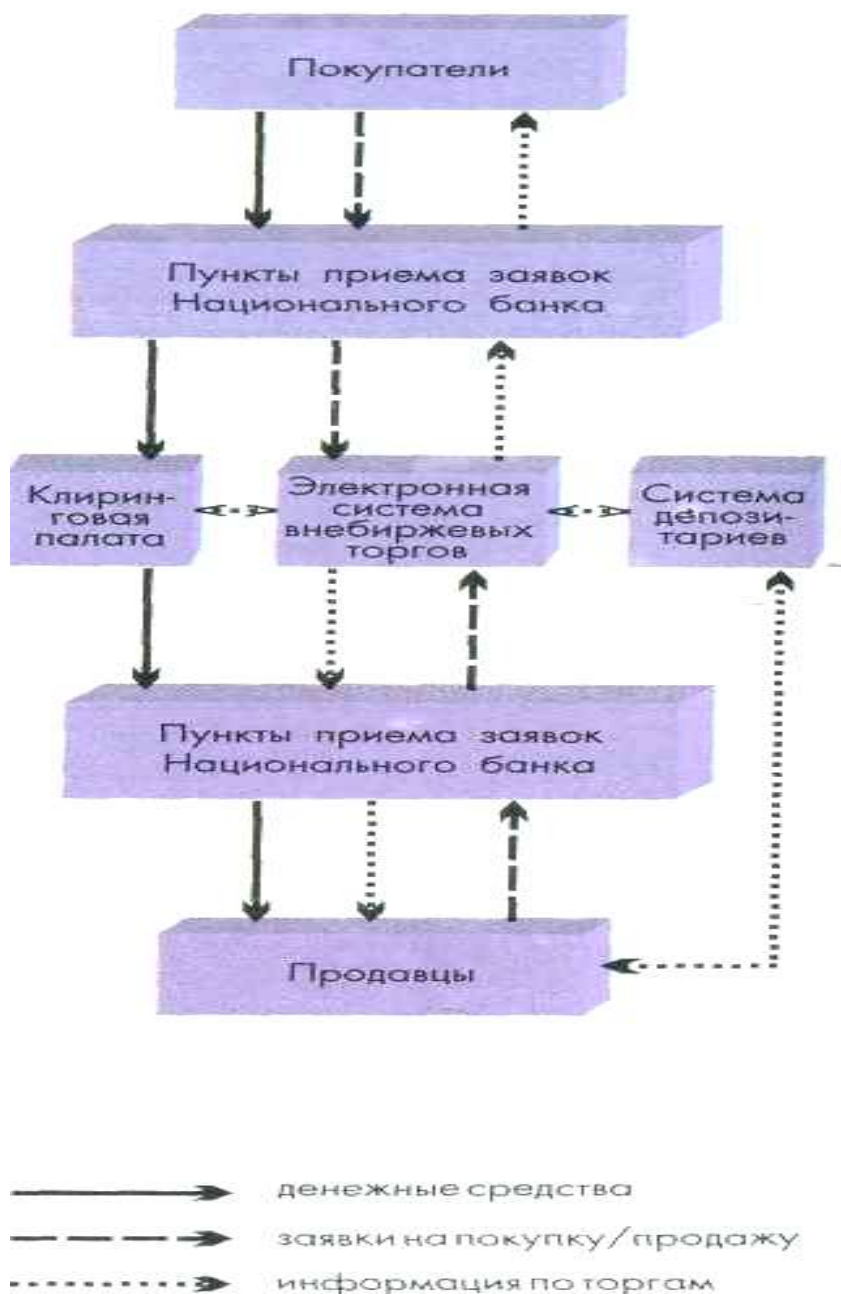 Покупатели
Пункты приема заявок
Национального банка
Клирин-
говая
палата
Электронная
система
внебиржевых
торгов
Система
депози-
тариев
Пункты приема заявок
Национального банка
Продавцы
денежные средства
заявки на покупку/продажу
информация по торгам